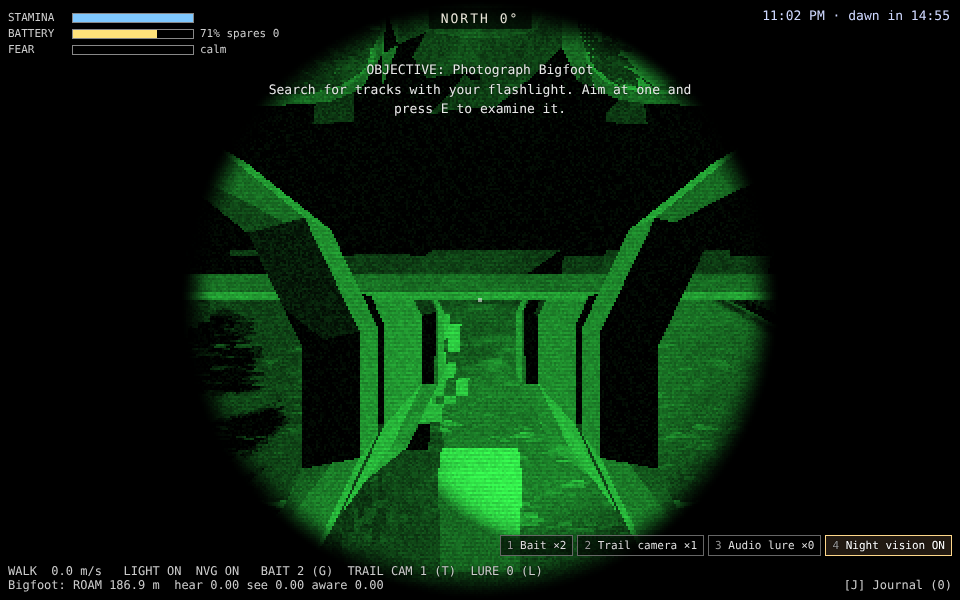 STAMINA
BATTERY 71% spares 0
FEAR calm
NORTH 0°
11:02 PM · dawn in 14:55
OBJECTIVE: Photograph Bigfoot
Search for tracks with your flashlight. Aim at one and
press E to examine it.
1 Bait ×2 2 Trail camera ×1 3 Audio lure ×0 4 Night vision ON
WALK 0.0 m/s LIGHT ON NVG ON BAIT 2 (G) TRAIL CAM 1 (T) LURE 0 (L)
Bigfoot: ROAM 186.9 m hear 0.00 see 0.00 aware 0.00
[J] Journal (0)